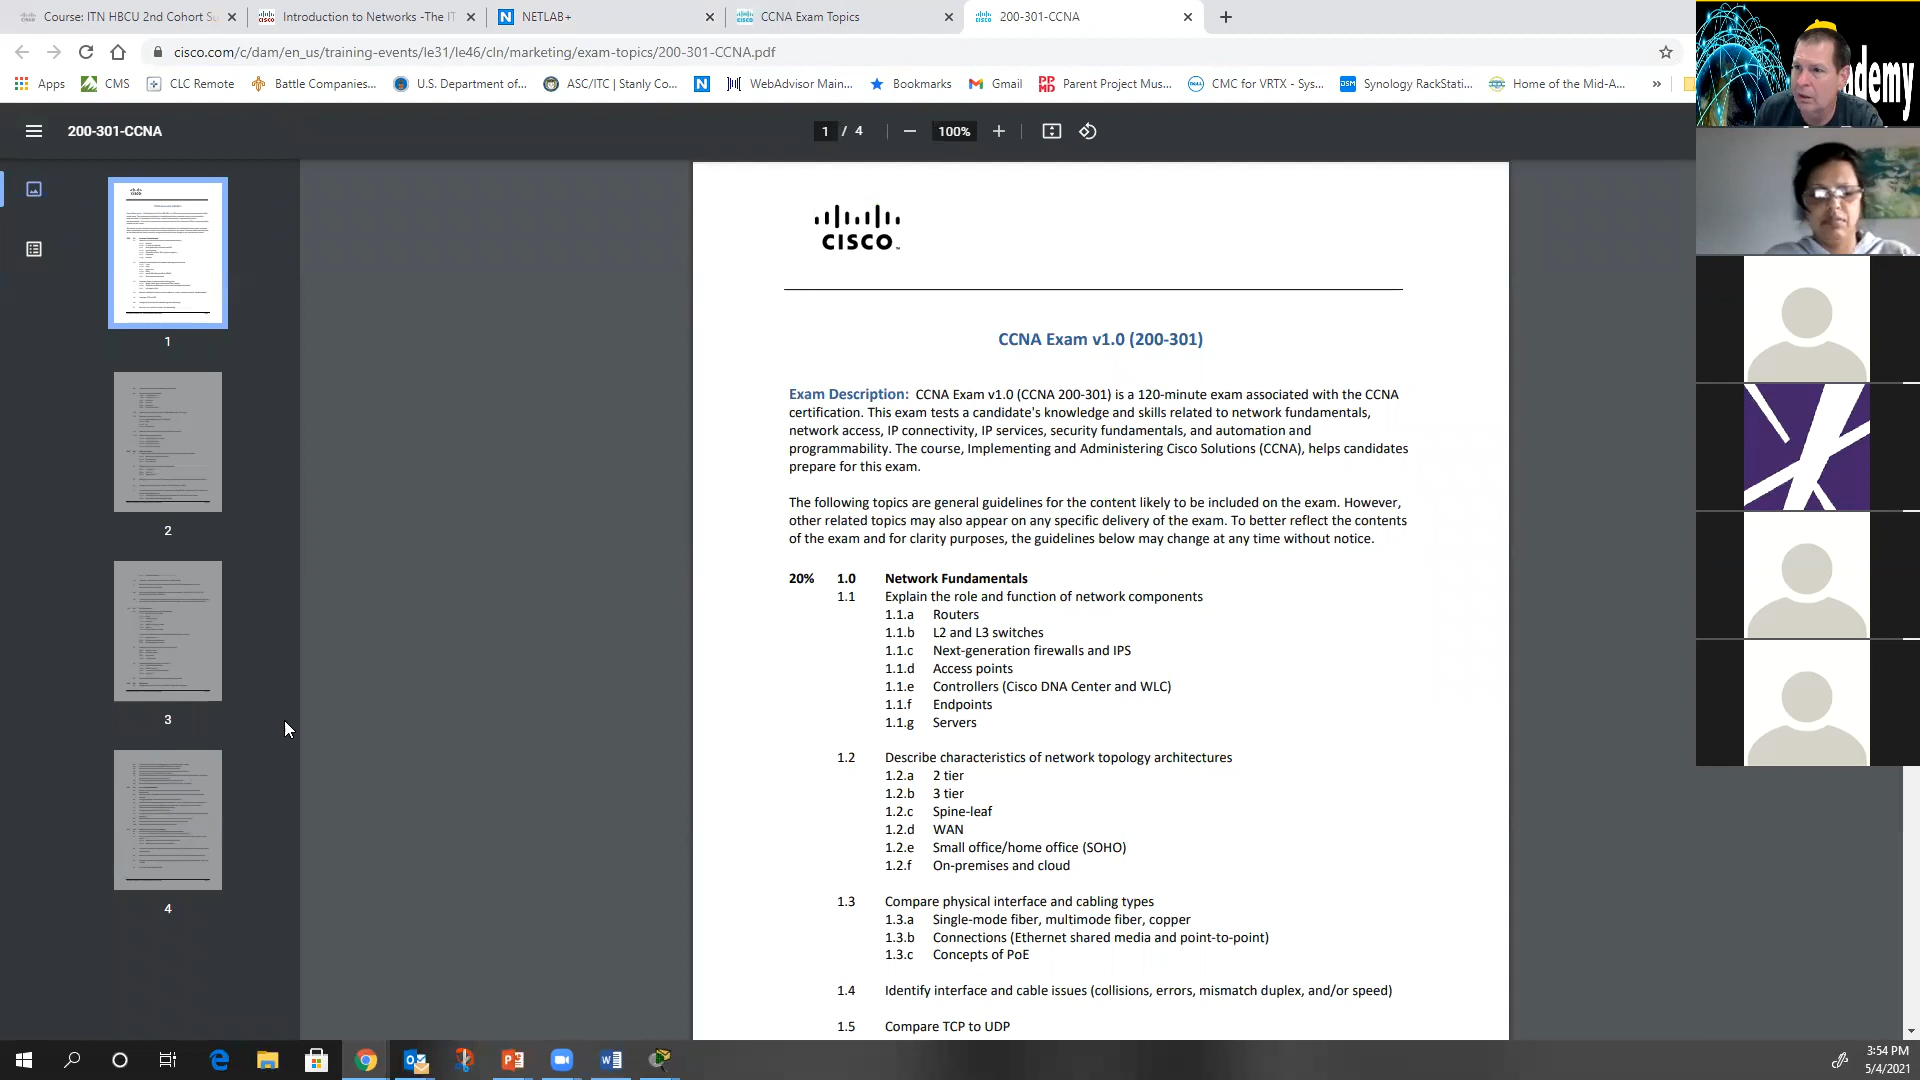 Course: ITN HBCU 2nd Cohort Su
Introduction to Networks -The IT
NETLAB+
CCNA Exam Topics
200-301-CCNA
cisco.com/c/dam/en_us/training-events/le31/le46/cln/marketing/exam-topics/200-301-CCNA.pdf
Apps
CMS
CLC Remote
Battle Companies...
U.S. Department of...
ASC/ITC | Stanly Co...
WebAdvisor Main...
Bookmarks
Gmail
Parent Project Mus...
CMC for VRTX - Sys...
Synology RackStati...
Home of the Mid-A...
»
ademy
200-301-CCNA
1 / 4
100%
1
2
3
4
CISCO
CCNA Exam v1.0 (200-301)
Exam Description: CCNA Exam v1.0 (CCNA 200-301) is a 120-minute exam associated with the CCNA
certification. This exam tests a candidate's knowledge and skills related to network fundamentals,
network access, IP connectivity, IP services, security fundamentals, and automation and
programmability. The course, Implementing and Administering Cisco Solutions (CCNA), helps candidates
prepare for this exam.
The following topics are general guidelines for the content likely to be included on the exam. However,
other related topics may also appear on any specific delivery of the exam. To better reflect the contents
of the exam and for clarity purposes, the guidelines below may change at any time without notice.
20% 1.0 Network Fundamentals
1.1 Explain the role and function of network components
1.1.a Routers
1.1.b L2 and L3 switches
1.1.c Next-generation firewalls and IPS
1.1.d Access points
1.1.e Controllers (Cisco DNA Center and WLC)
1.1.f Endpoints
1.1.g Servers
1.2 Describe characteristics of network topology architectures
1.2.a 2 tier
1.2.b 3 tier
1.2.c Spine-leaf
1.2.d WAN
1.2.e Small office/home office (SOHO)
1.2.f On-premises and cloud
1.3 Compare physical interface and cabling types
1.3.a Single-mode fiber, multimode fiber, copper
1.3.b Connections (Ethernet shared media and point-to-point)
1.3.c Concepts of PoE
1.4 Identify interface and cable issues (collisions, errors, mismatch duplex, and/or speed)
1.5 Compare TCP to UDP
3:54 PM
5/4/2021